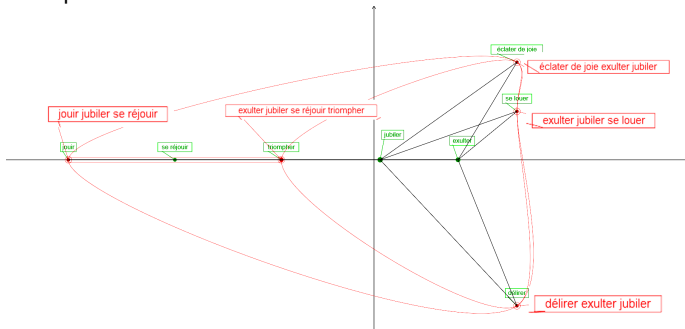 éclater de joie
éclater de joie exulter jubiler
se louer
jouir jubiler se réjouir
exulter jubiler se réjouir triompher
exulter jubiler se louer
jubiler
exulter
jouir
se réjouir
triompher
délirer
délirer exulter jubiler